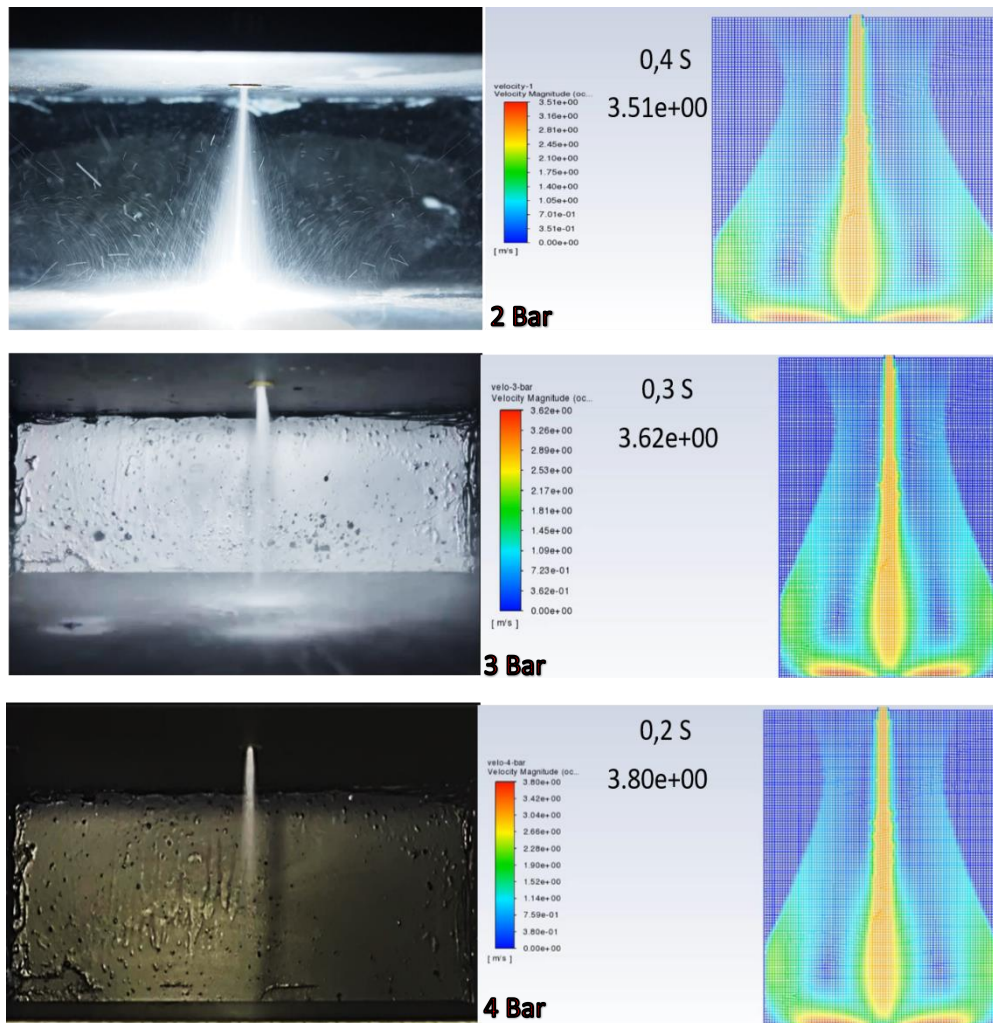 0,4 S
3.51e+00
velocity-1
Velocity Magnitude (oc...
3.51e+00
3.16e+00
2.81e+00
2.45e+00
2.10e+00
1.75e+00
1.40e+00
1.05e+00
7.01e-01
3.51e-01
0.00e+00
[ m/s ]
2 Bar
0,3 S
3.62e+00
velo-3-bar
Velocity Magnitude (oc...
3.62e+00
3.26e+00
2.89e+00
2.53e+00
2.17e+00
1.81e+00
1.45e+00
1.09e+00
7.23e-01
3.62e-01
0.00e+00
[ m/s ]
3 Bar
0,2 S
3.80e+00
velo-4-bar
Velocity Magnitude (oc...
3.80e+00
3.42e+00
3.04e+00
2.66e+00
2.28e+00
1.90e+00
1.52e+00
1.14e+00
7.59e-01
3.80e-01
0.00e+00
[ m/s ]
4 Bar